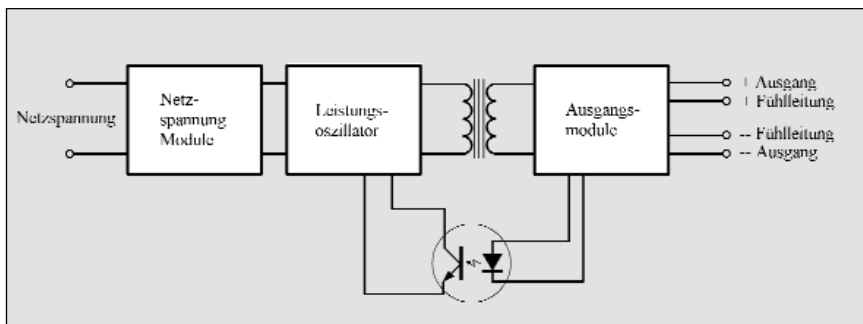 Netzspannung
Netz-
spannung
Module
Leistungs-
oszillator
Ausgangs-
module
+ Ausgang
+ Fühlleitung
-- Fühlleitung
-- Ausgang